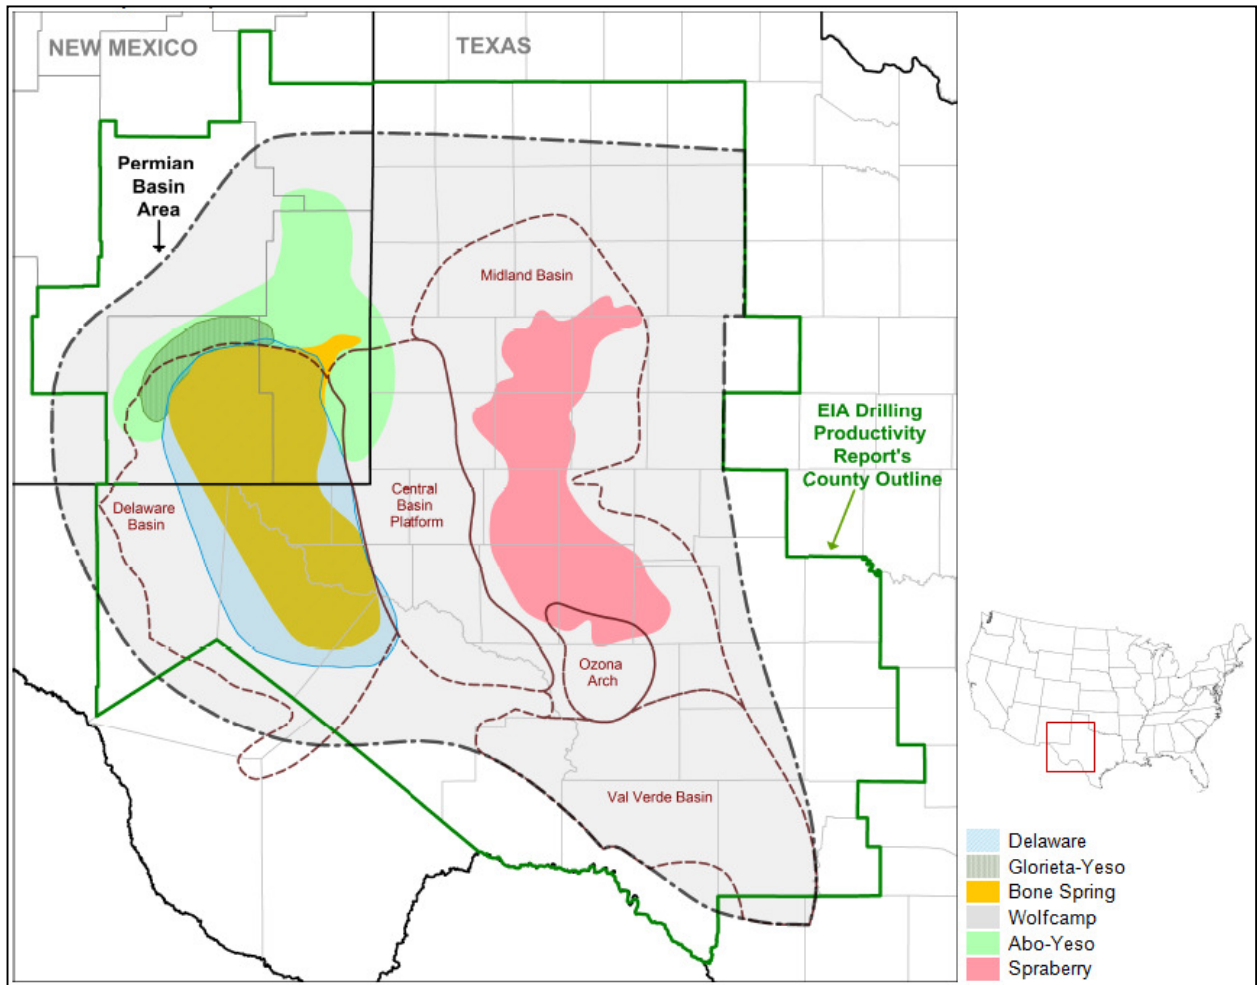 NEW MEXICO
TEXAS
Permian
Basin
Area
Midland Basin
EIA Drilling
Productivity
Report's
County Outline
Delaware
Basin
Central
Basin
Platform
Ozona
Arch
Val Verde Basin
Delaware
Glorieta-Yeso
Bone Spring
Wolfcamp
Abo-Yeso
Spraberry